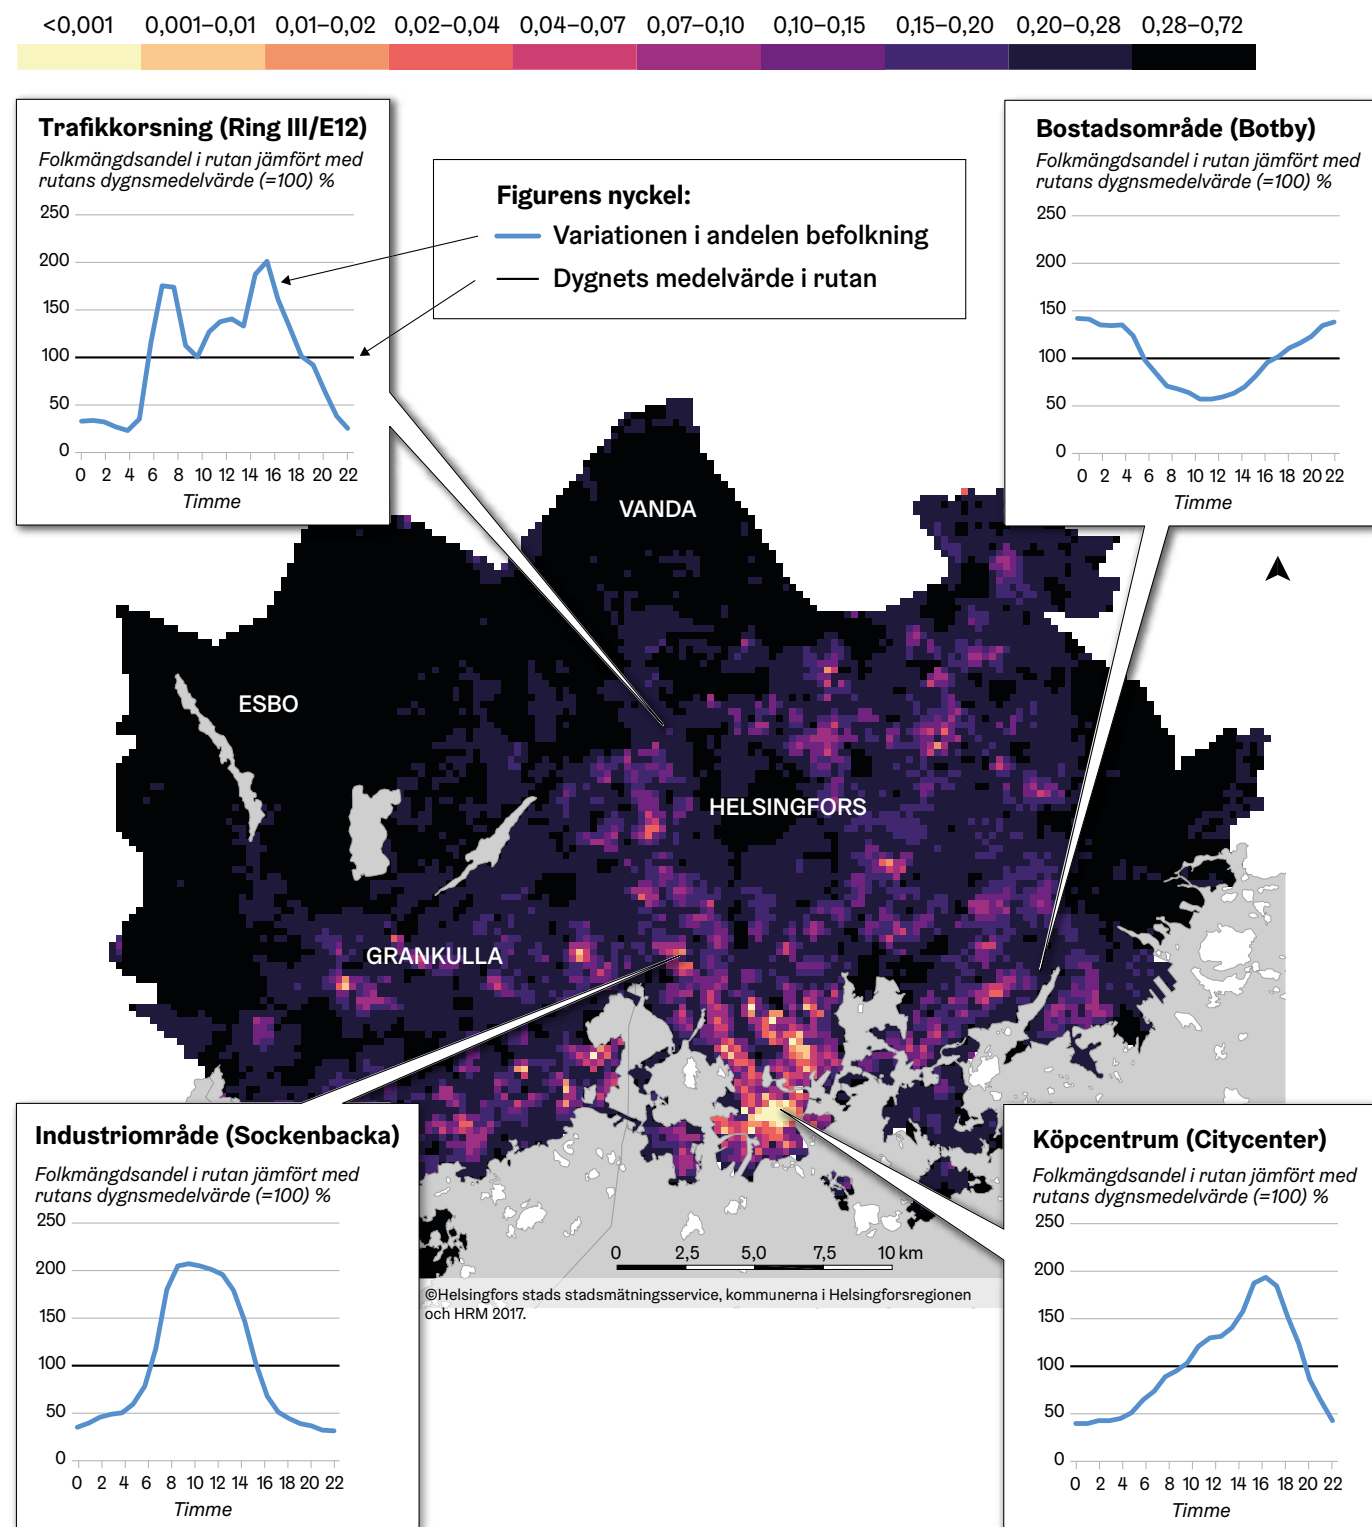 <0,001 0,001–0,01 0,01–0,02 0,02–0,04 0,04–0,07 0,07–0,10 0,10–0,15 0,15–0,20 0,20–0,28 0,28–0,72
Trafikkorsning (Ring III/E12)
Folkmängdsandel i rutan jämfört med
rutans dygnsmedelvärde (=100) %
250
200
150
100
50
0
0 2 4 6 8 10 12 14 16 18 20 22
Timme
Figurens nyckel:
Variationen i andelen befolkning
Dygnets medelvärde i rutan
Bostadsområde (Botby)
Folkmängdsandel i rutan jämfört med
rutans dygnsmedelvärde (=100) %
250
200
150
100
50
0
0 2 4 6 8 10 12 14 16 18 20 22
Timme
VANDA
ESBO
HELSINGFORS
GRANKULLA
Industriområde (Sockenbacka)
Folkmängdsandel i rutan jämfört med
rutans dygnsmedelvärde (=100) %
250
200
150
100
50
0
0 2 4 6 8 10 12 14 16 18 20 22
Timme
0 2,5 5,0 7,5 10 km
©Helsingfors stads stadsmätningsservice, kommunerna i Helsingforsregionen
och HRM 2017.
Köpcentrum (Citycenter)
Folkmängdsandel i rutan jämfört med
rutans dygnsmedelvärde (=100) %
250
200
150
100
50
0
0 2 4 6 8 10 12 14 16 18 20 22
Timme